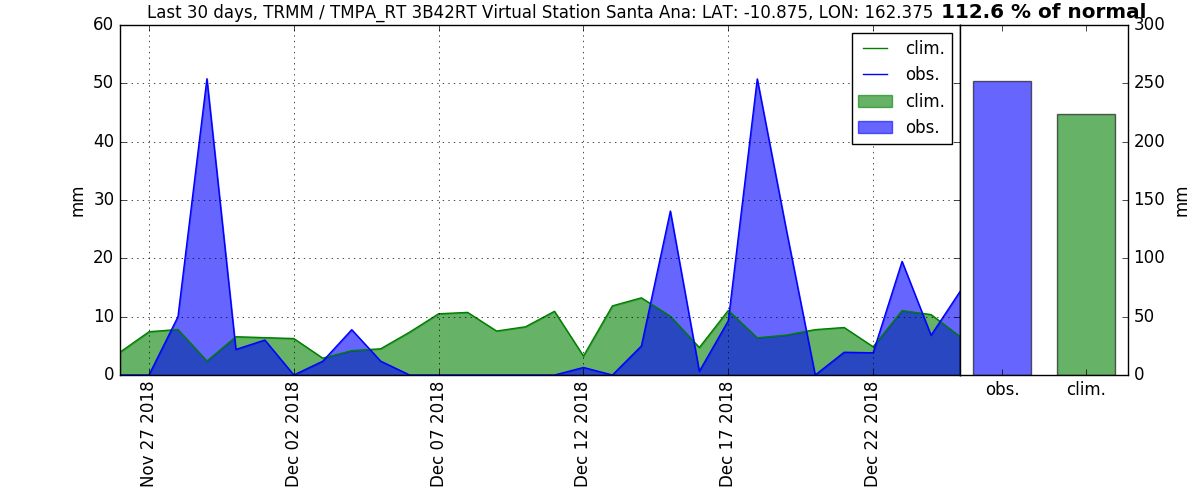 Last 30 days, TRMM / TMPA_RT 3B42RT Virtual Station Santa Ana: LAT: -10.875, LON: 162.375 112.6 % of normal
60
50
40
30
20
10
0
mm
clim.
obs.
clim.
obs.
Nov 27 2018
Dec 02 2018
Dec 07 2018
Dec 12 2018
Dec 17 2018
Dec 22 2018
300
250
200
150
100
50
0
mm
obs.
clim.